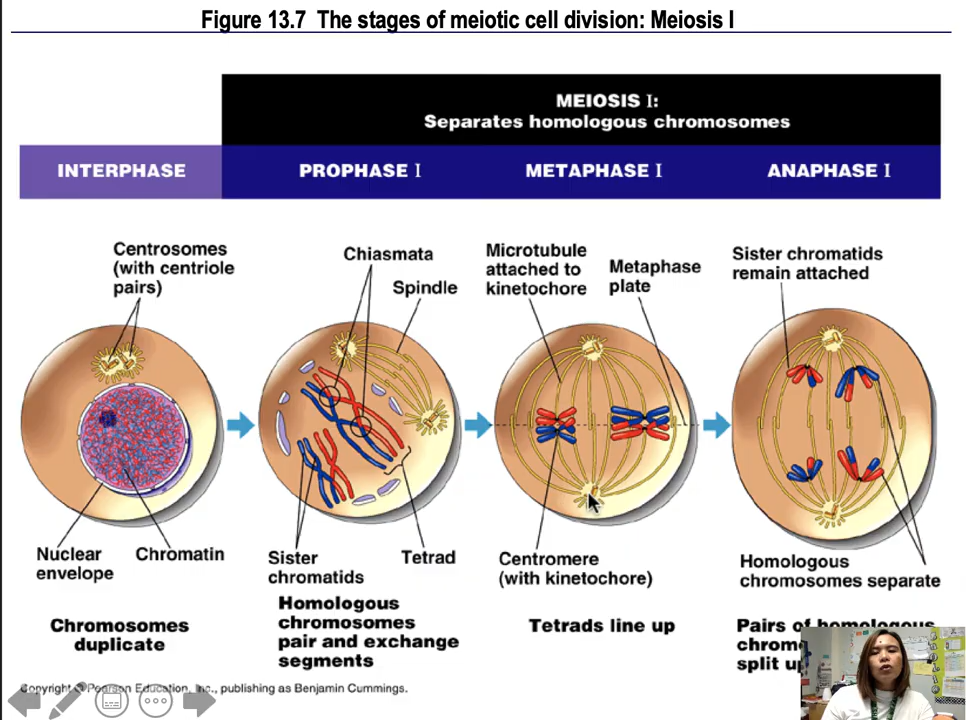 Figure 13.7 The stages of meiotic cell division: Meiosis I
MEIOSIS I:
Separates homologous chromosomes
INTERPHASE
PROPHASE I
METAPHASE I
ANAPHASE I
Centrosomes
(with centriole
pairs)
Chiasmata
Spindle
Microtubule
attached to
kinetochore
Metaphase
plate
Sister chromatids
remain attached
Nuclear
envelope
Chromatin
Sister
chromatids
Tetrad
Centromere
(with kinetochore)
Homologous
chromosomes separate
Chromosomes
duplicate
Homologous
chromosomes
pair and exchange
segments
Tetrads line up
Pairs of homologous
split up
Copyright © Pearson Education, Inc., publishing as Benjamin Cummings.